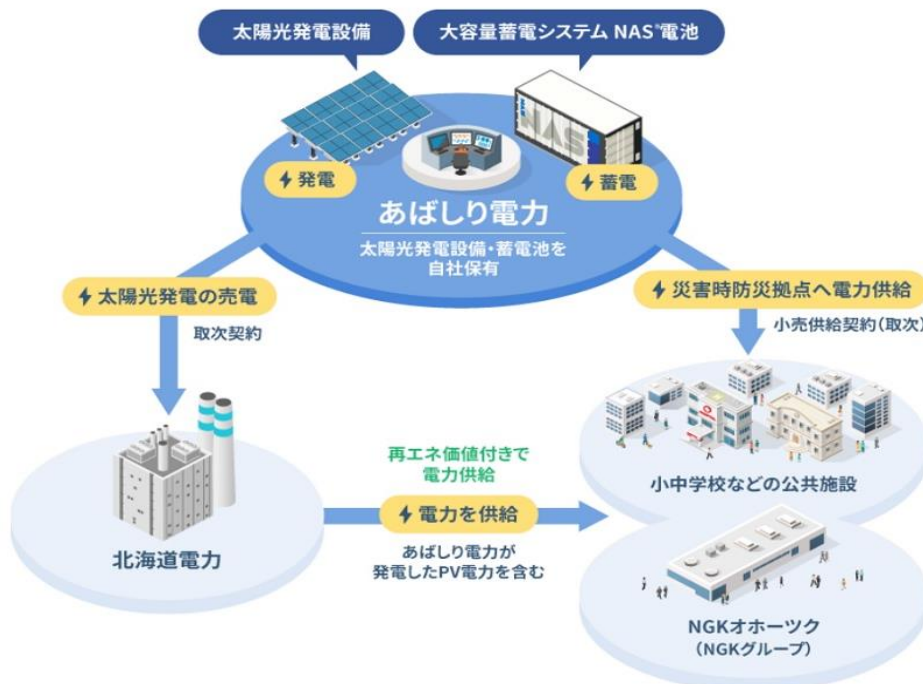 太陽光発電設備
大容量蓄電システム NAS®電池
NAS
発電
蓄電
あばしり電力
太陽光発電設備・蓄電池を
自社保有
太陽光発電の売電
取次契約
災害時防災拠点へ電力供給
小売供給契約(取次)
再エネ価値付きで
電力供給
電力を供給
あばしり電力が
発電したPV電力を含む
北海道電力
小中学校などの公共施設
NGKオホーツク
(NGKグループ)